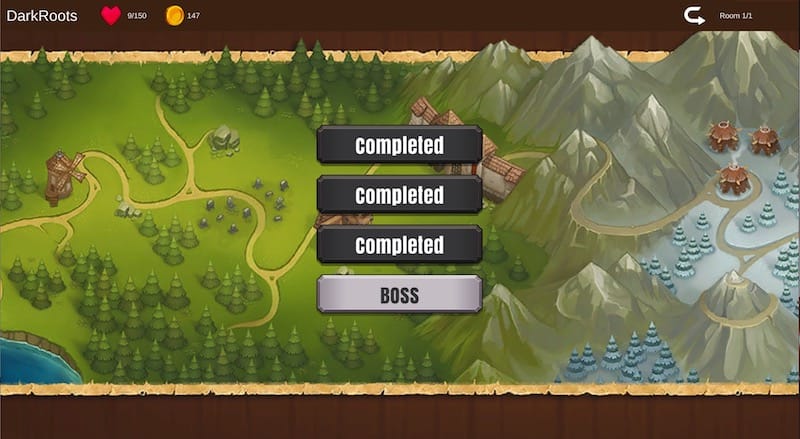 DarkRoots
9/150
147
Room 1/1
Completed
Completed
Completed
BOSS